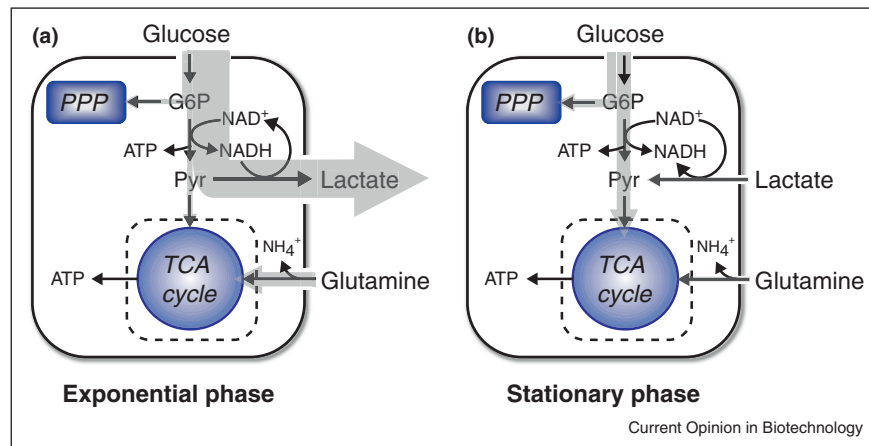 (a)
Glucose
PPP
G6P
NAD⁺
NADH
ATP
Pyr
Lactate
NH₄⁺
TCA
cycle
ATP
Glutamine
Exponential phase
(b)
Glucose
PPP
G6P
NAD⁺
NADH
ATP
Pyr
Lactate
NH₄⁺
TCA
cycle
ATP
Glutamine
Stationary phase
Current Opinion in Biotechnology